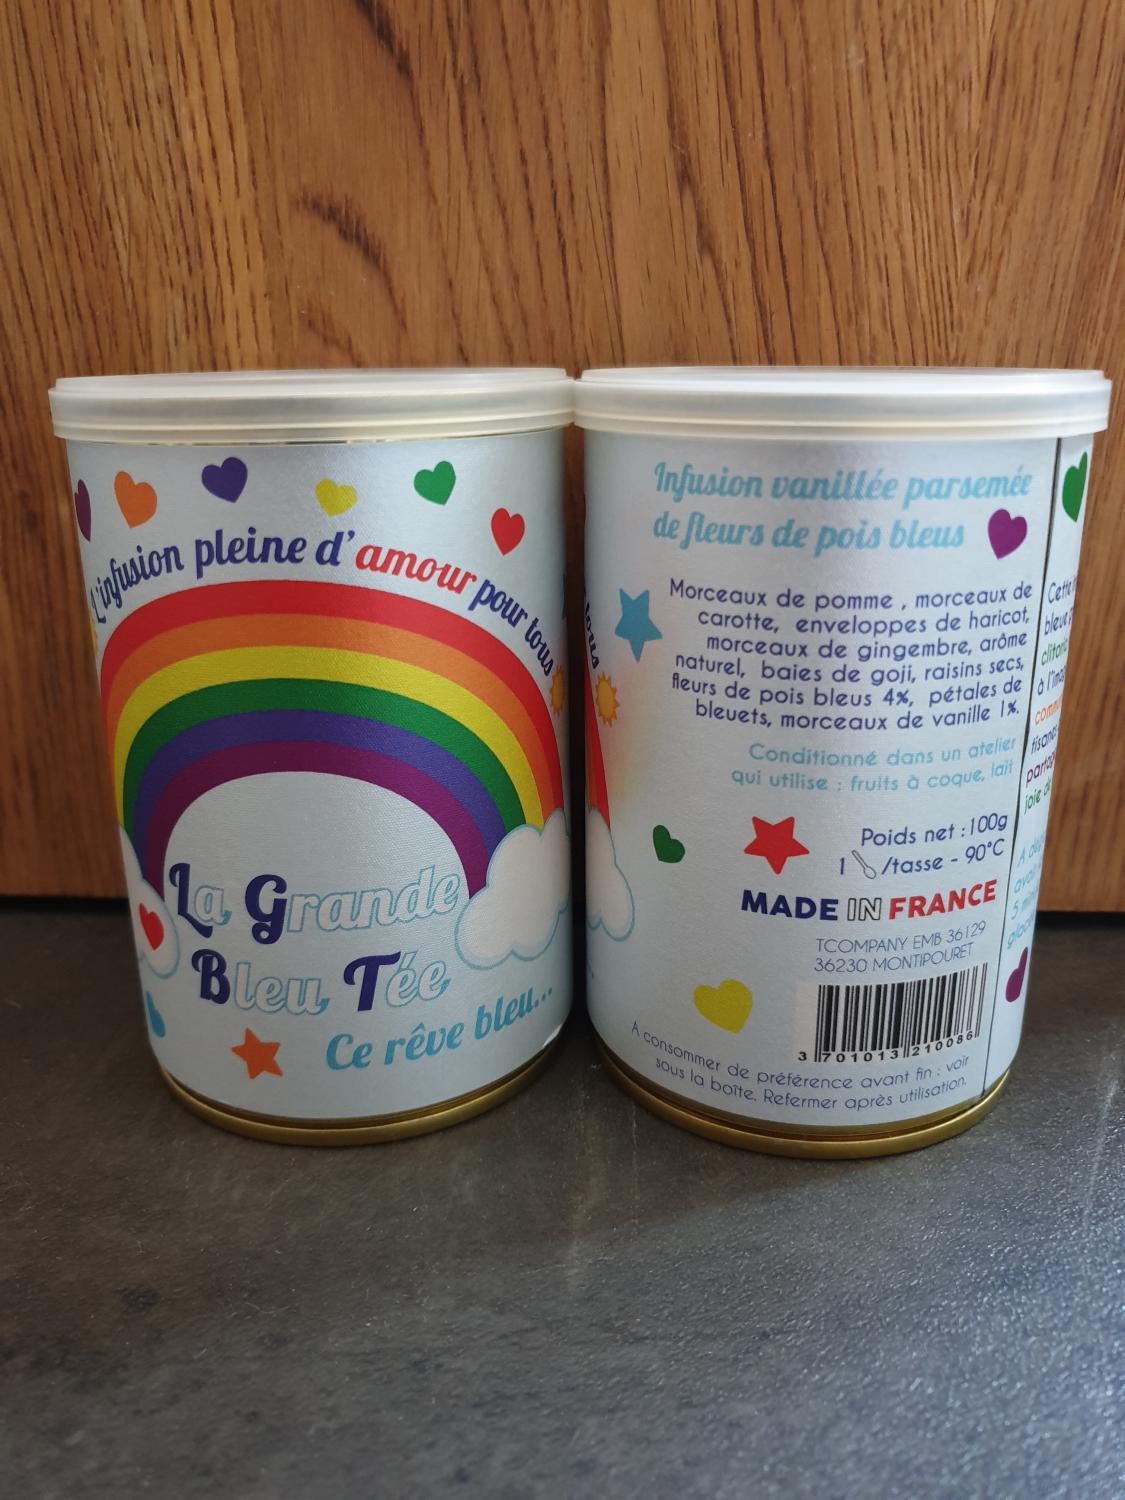 L'infusion pleine d'amour pour tous
La Grande
Bleu Tée
Ce rêve bleu...
tous
Infusion vanillée parsemée
de fleurs de pois bleus
Morceaux de pomme , morceaux de
carotte, enveloppes de haricot,
morceaux de gingembre, arôme
naturel, baies de goji, raisins secs,
fleurs de pois bleus 4%, pétales de
bleuets, morceaux de vanille 1%.
Conditionné dans un atelier
qui utilise : fruits à coque, lait
Poids net :100g
1 /tasse - 90°C
MADE IN FRANCE
TCOMPANY EMB 36129
36230 MONTIPOURET
3 701013 210086
A consommer de préférence avant fin : voir
sous la boîte. Refermer après utilisation.
bleue
à
5